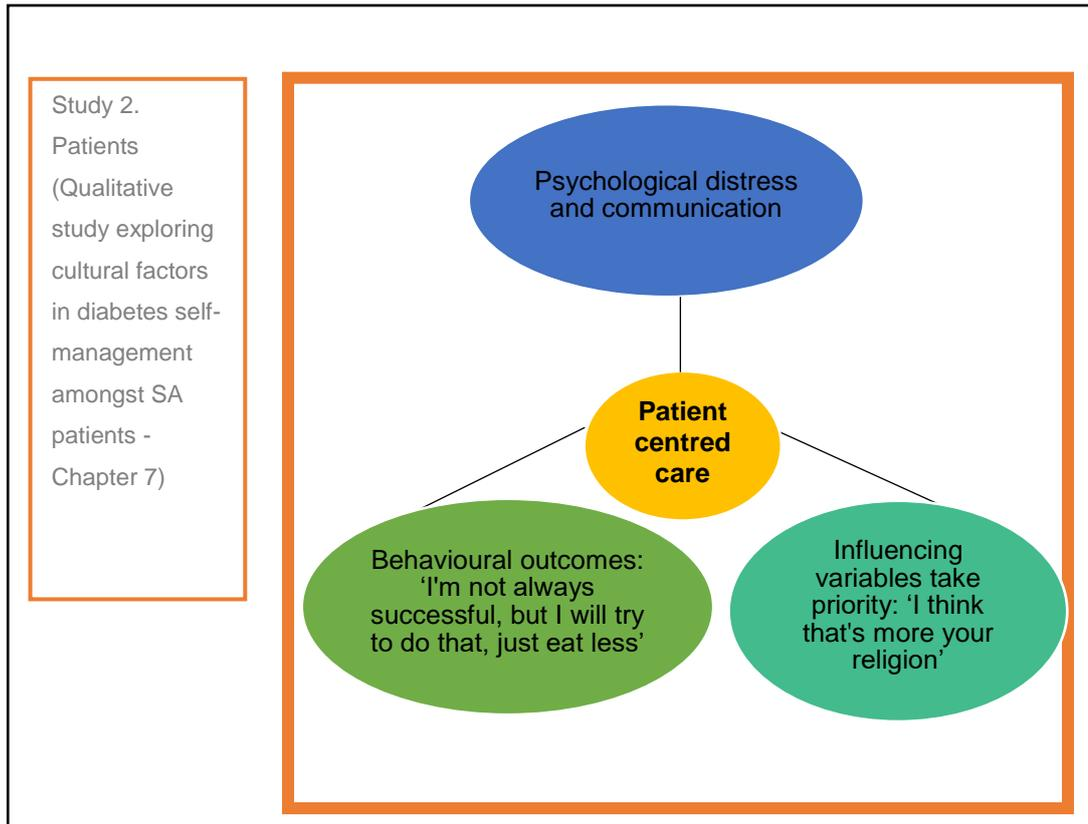 Study 2.
Patients
(Qualitative
study exploring
cultural factors
in diabetes self-
management
amongst SA
patients -
Chapter 7)
Psychological distress
and communication
Patient
centred
care
Behavioural outcomes:
‘I'm not always
successful, but I will try
to do that, just eat less’
Influencing
variables take
priority: ‘I think
that's more your
religion’